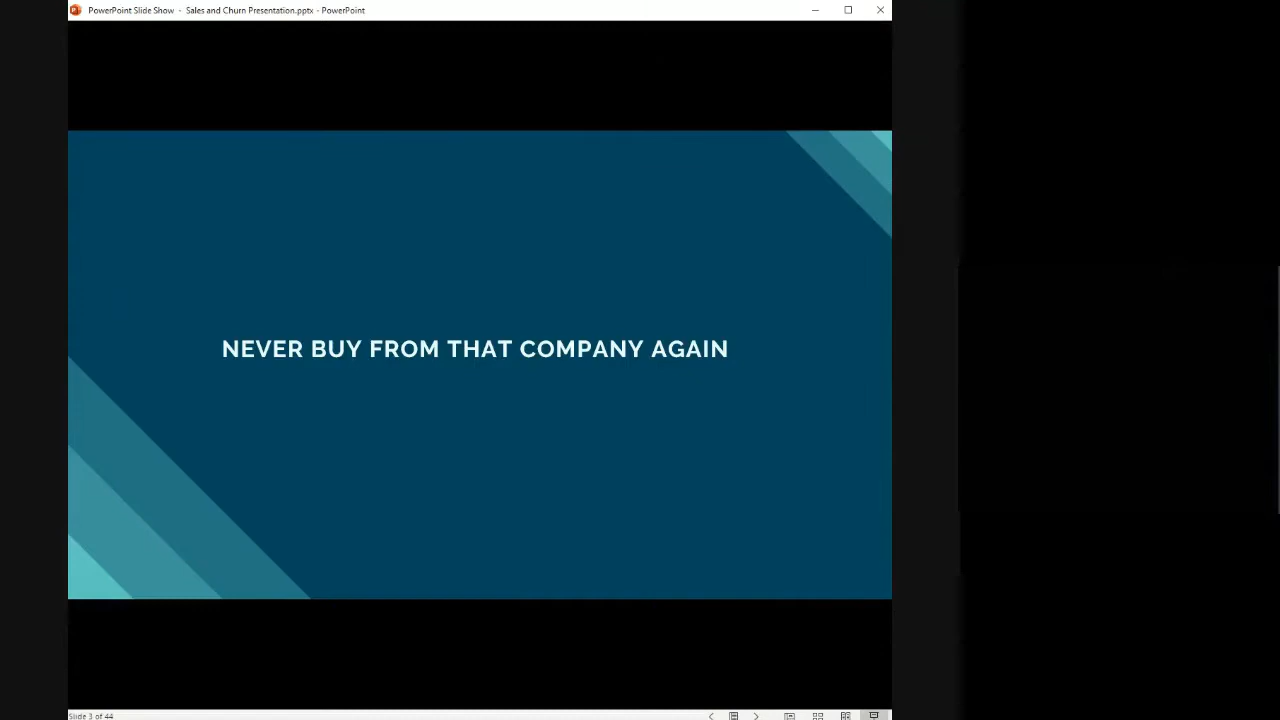 PowerPoint Slide Show - Sales and Churn Presentation.pptx - PowerPoint
NEVER BUY FROM THAT COMPANY AGAIN
Slide 3 of 44